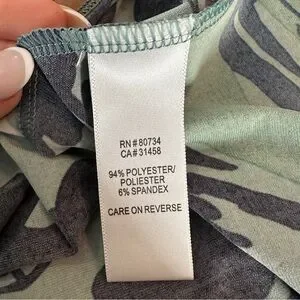 RN# 80734
CA# 31458
94% POLYESTER/
POLIESTER
6% SPANDEX
CARE ON REVERSE